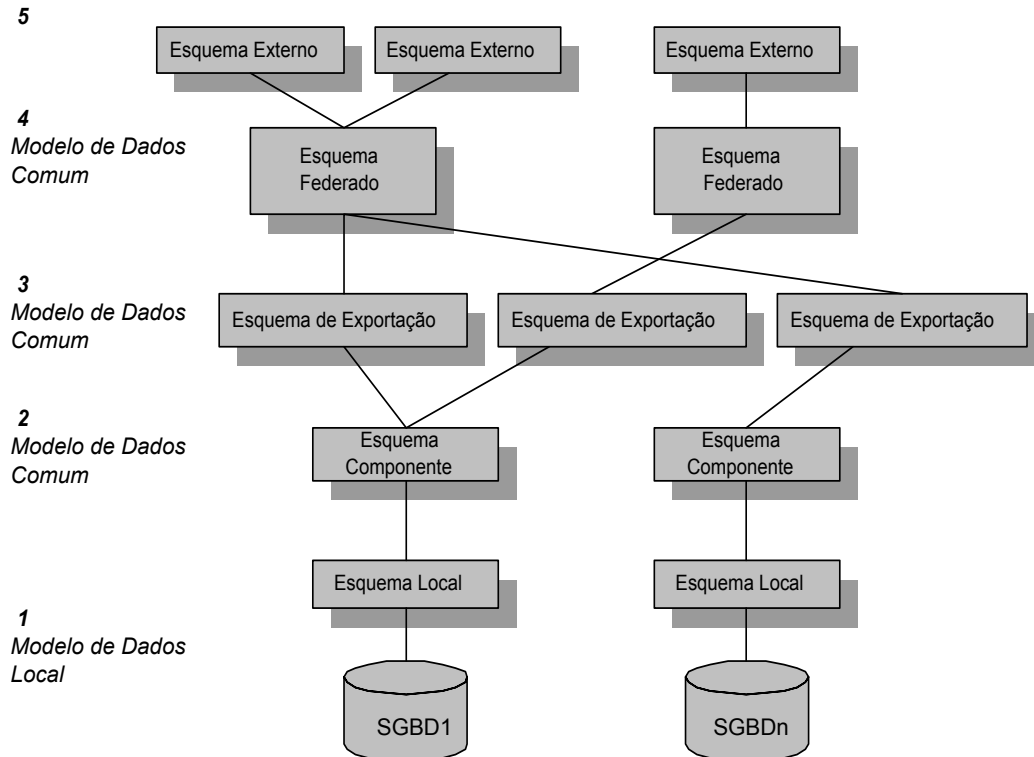 5
Esquema Externo
Esquema Externo
Esquema Externo
4
Modelo de Dados
Comum
Esquema
Federado
Esquema
Federado
3
Modelo de Dados
Comum
Esquema de Exportação
Esquema de Exportação
Esquema de Exportação
2
Modelo de Dados
Comum
Esquema
Componente
Esquema
Componente
Esquema Local
Esquema Local
1
Modelo de Dados
Local
SGBD1
SGBDn